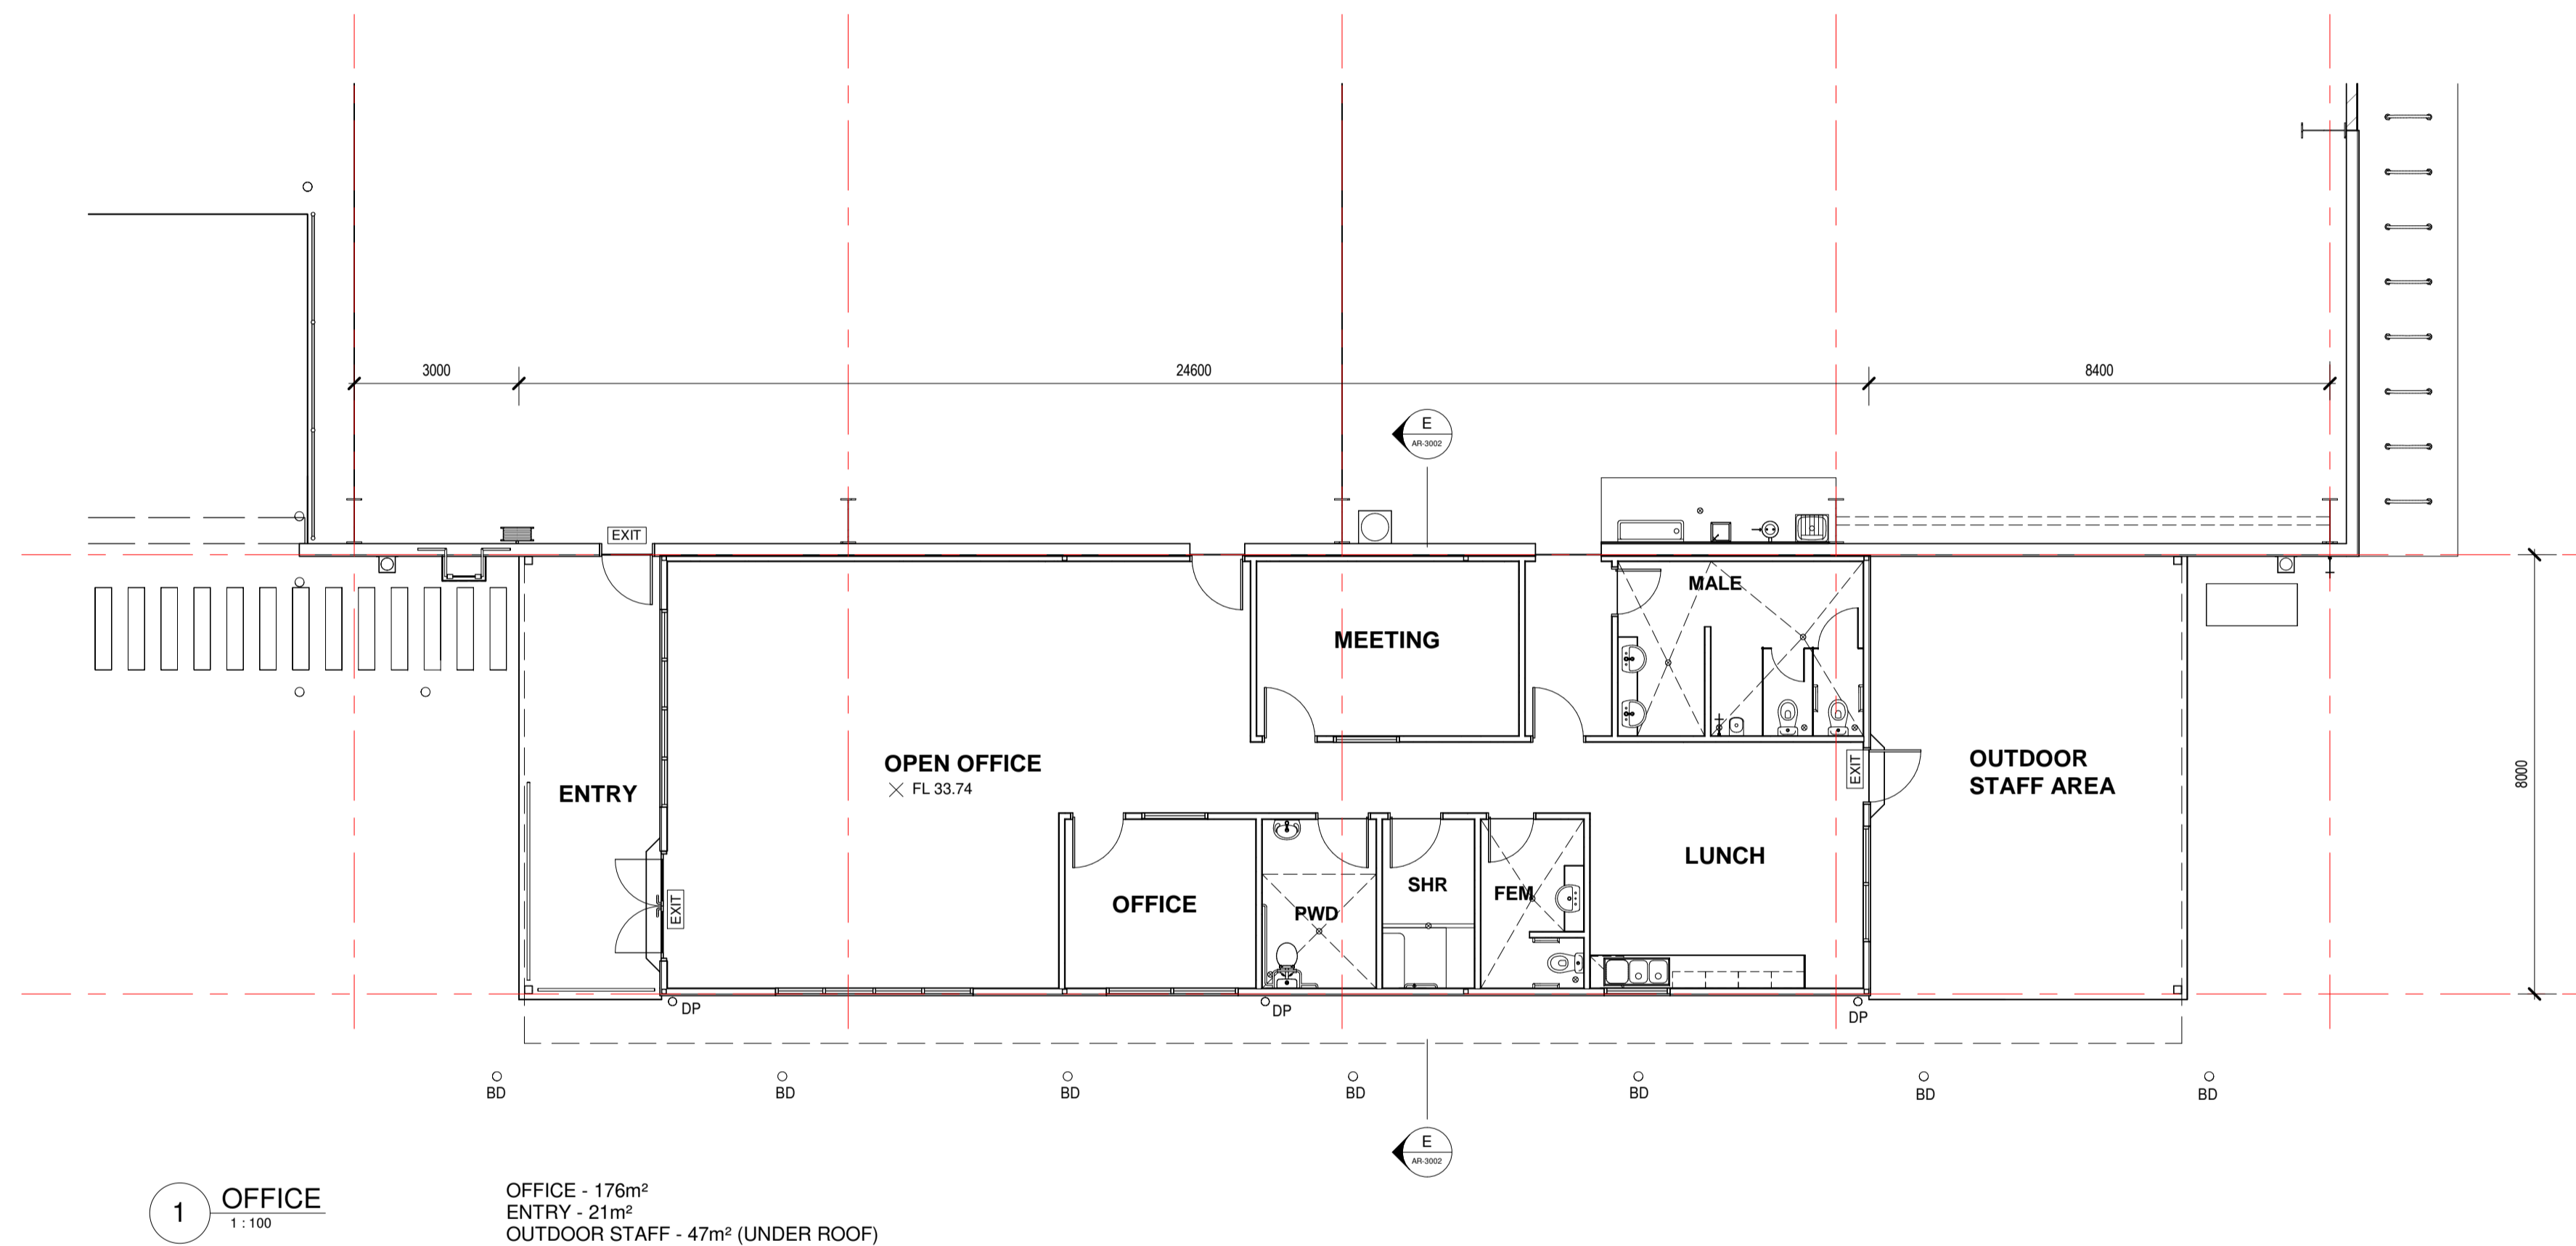 3000
24600
8400
E
AR-3002
EXIT
MALE
MEETING
OPEN OFFICE
FL 33.74
ENTRY
EXIT
OUTDOOR
STAFF AREA
8000
LUNCH
SHR
FEM
OFFICE
PWD
EXIT
DP
DP
DP
BD
BD
BD
BD
BD
BD
BD
E
AR-3002
1
OFFICE
1 : 100
OFFICE - 176m²
ENTRY - 21m²
OUTDOOR STAFF - 47m² (UNDER ROOF)